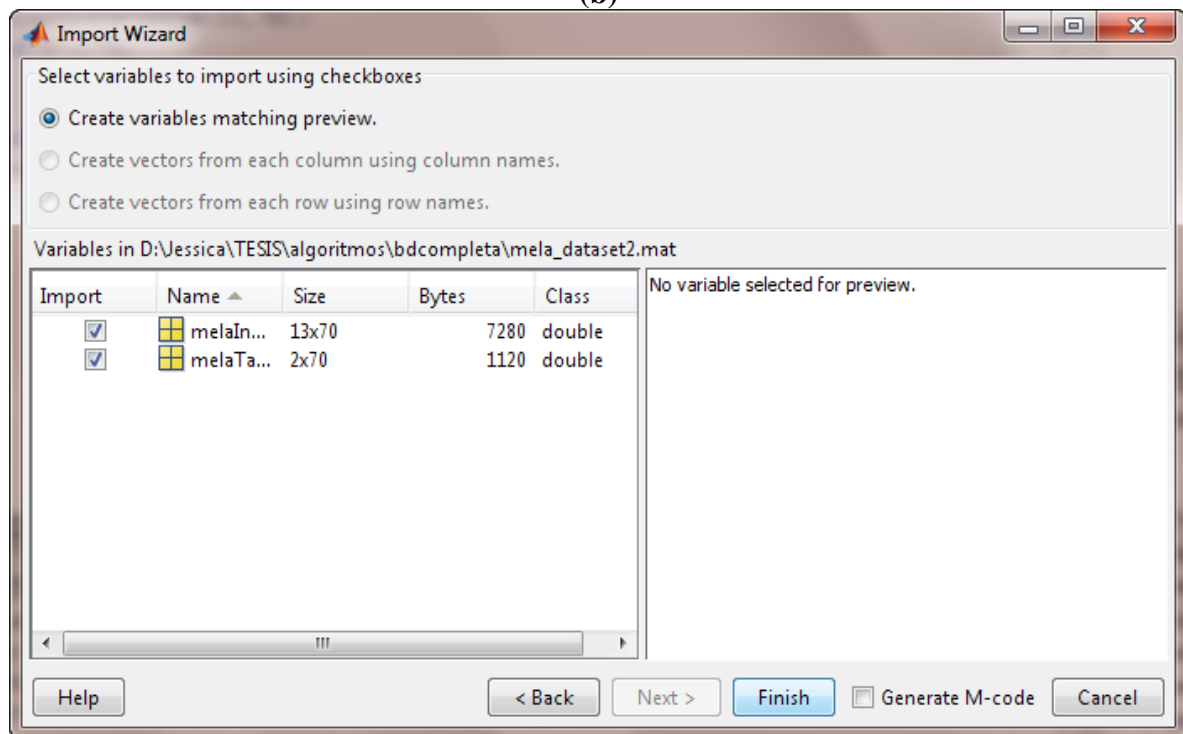 (b)
Import Wizard
Select variables to import using checkboxes
Create variables matching preview.
Create vectors from each column using column names.
Create vectors from each row using row names.
Variables in D:\Jessica\TESIS\algoritmos\bdcompleta\mela_dataset2.mat
Import Name Size Bytes Class
melaIn... 13x70 7280 double
melaTa... 2x70 1120 double
No variable selected for preview.
Help < Back Next > Finish Generate M-code Cancel